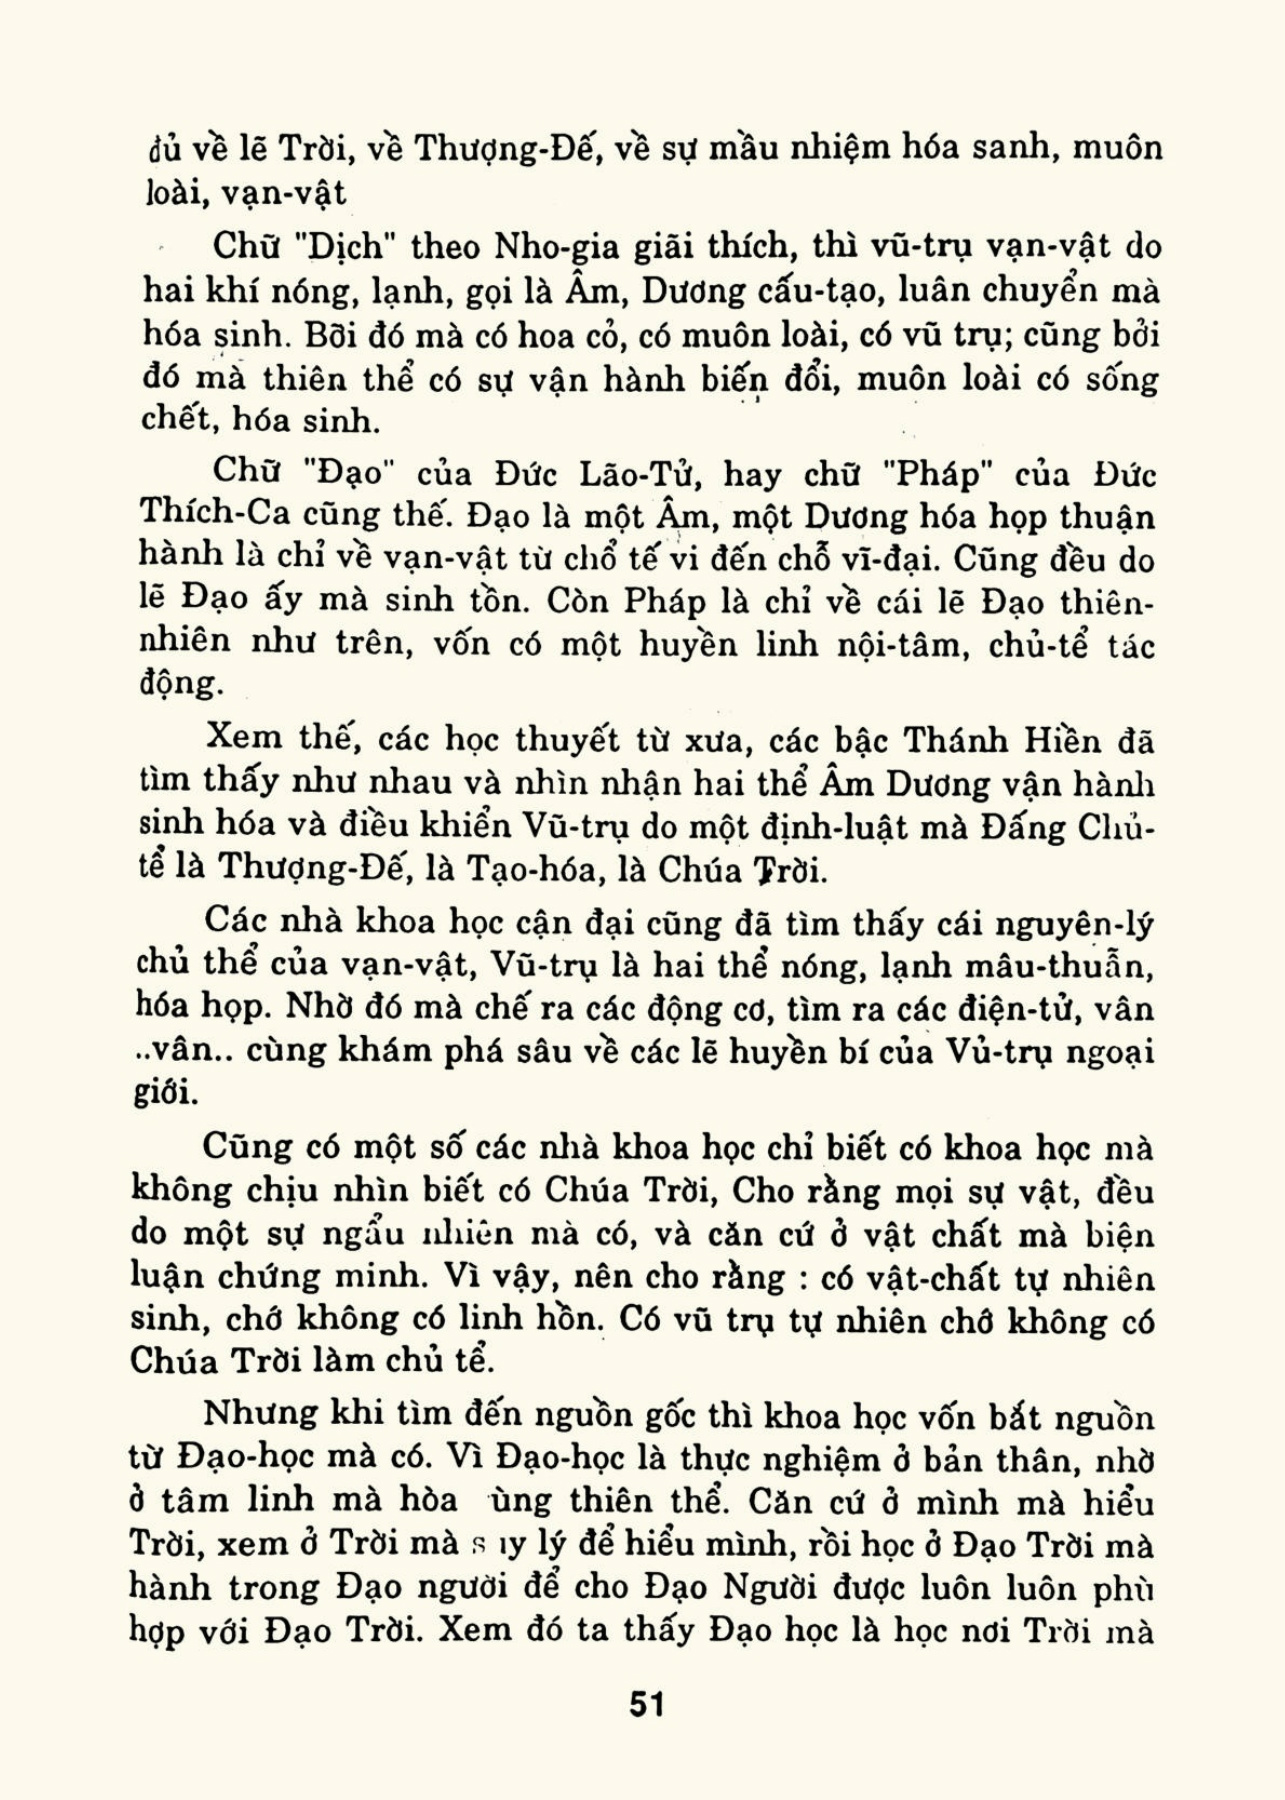 đủ về lẽ Trời, về Thượng-Đế, về sự mầu nhiệm hóa sanh, muôn
loài, vạn-vật
Chữ "Dịch" theo Nho-gia giãi thích, thì vũ-trụ vạn-vật do
hai khí nóng, lạnh, gọi là Âm, Dương cấu-tạo, luân chuyển mà
hóa sinh. Bõi đó mà có hoa cỏ, có muôn loài, có vũ trụ; cũng bởi
đó mà thiên thể có sự vận hành biến đổi, muôn loài có sống
chết, hóa sinh.
Chữ "Đạo" của Đức Lão-Tử, hay chữ "Pháp" của Đức
Thích-Ca cũng thế. Đạo là một Âm, một Dương hóa họp thuận
hành là chỉ về vạn-vật từ chổ tế vi đến chỗ vĩ-đại. Cũng đều do
lẽ Đạo ấy mà sinh tồn. Còn Pháp là chỉ về cái lẽ Đạo thiên-
nhiên như trên, vốn có một huyền linh nội-tâm, chủ-tể tác
động.
Xem thế, các học thuyết từ xưa, các bậc Thánh Hiền đã
tìm thấy như nhau và nhìn nhận hai thể Âm Dương vận hành
sinh hóa và điều khiển Vũ-trụ do một định-luật mà Đấng Chủ-
tể là Thượng-Đế, là Tạo-hóa, là Chúa Trời.
Các nhà khoa học cận đại cũng đã tìm thấy cái nguyên-lý
chủ thể của vạn-vật, Vũ-trụ là hai thể nóng, lạnh mâu-thuẫn,
hóa họp. Nhờ đó mà chế ra các động cơ, tìm ra các điện-tử, vân
..vân.. cùng khám phá sâu về các lẽ huyền bí của Vủ-trụ ngoại
giới.
Cũng có một số các nhà khoa học chỉ biết có khoa học mà
không chịu nhìn biết có Chúa Trời, Cho rằng mọi sự vật, đều
do một sự ngẩu nhiên mà có, và căn cứ ở vật chất mà biện
luận chứng minh. Vì vậy, nên cho rằng : có vật-chất tự nhiên
sinh, chớ không có linh hồn. Có vũ trụ tự nhiên chớ không có
Chúa Trời làm chủ tể.
Nhưng khi tìm đến nguồn gốc thì khoa học vốn bắt nguồn
từ Đạo-học mà có. Vì Đạo-học là thực nghiệm ở bản thân, nhờ
ở tâm linh mà hòa ùng thiên thể. Căn cứ ở mình mà hiểu
Trời, xem ở Trời mà suy lý để hiểu mình, rồi học ở Đạo Trời mà
hành trong Đạo người để cho Đạo Người được luôn luôn phù
hợp với Đạo Trời. Xem đó ta thấy Đạo học là học nơi Trời mà
51